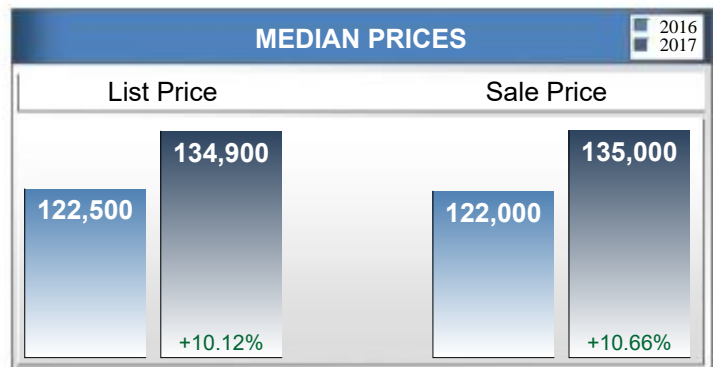 MEDIAN PRICES
2016
2017
List Price
Sale Price
122,500
134,900
+10.12%
122,000
135,000
+10.66%